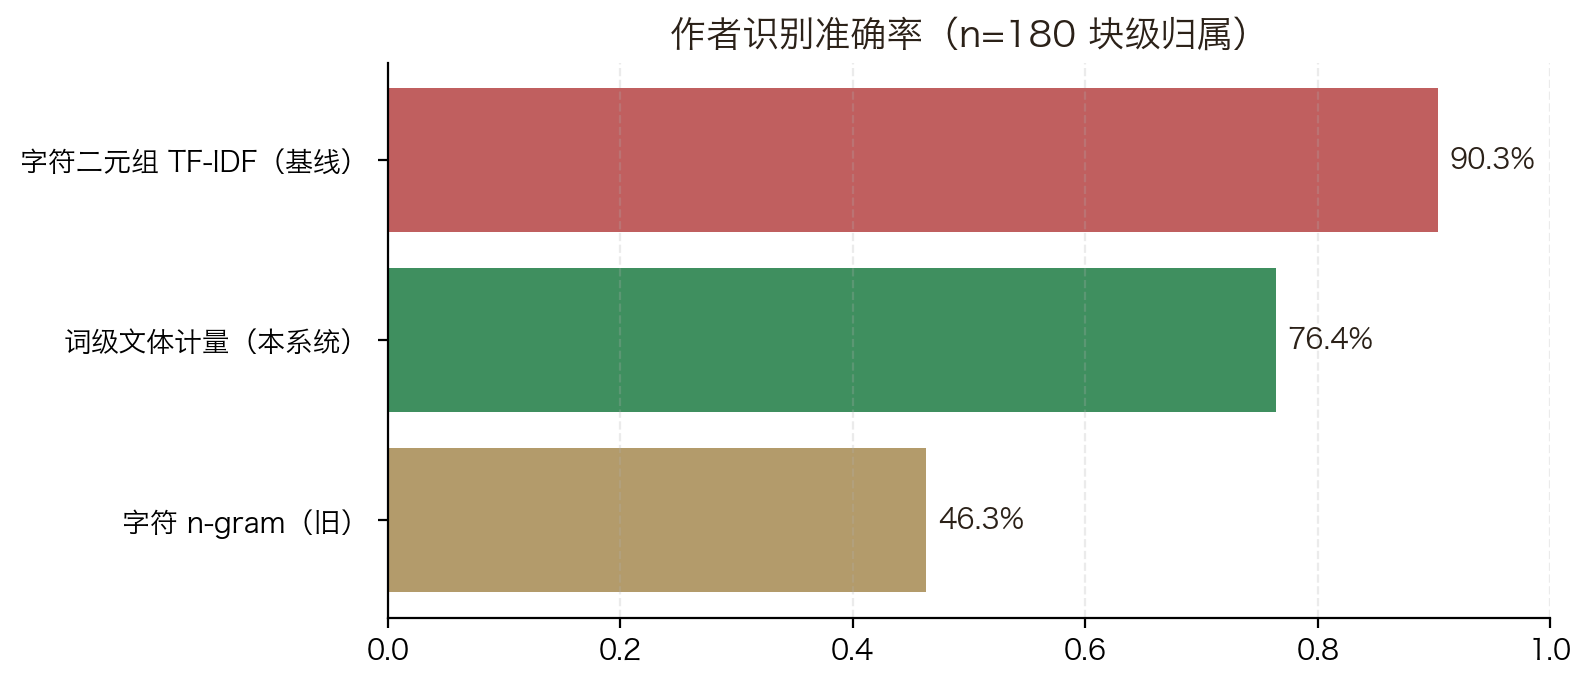 作者识别准确率（n=180 块级归属）
字符二元组 TF-IDF（基线）
90.3%
词级文体计量（本系统）
76.4%
字符 n-gram（旧）
46.3%
0.0 0.2 0.4 0.6 0.8 1.0